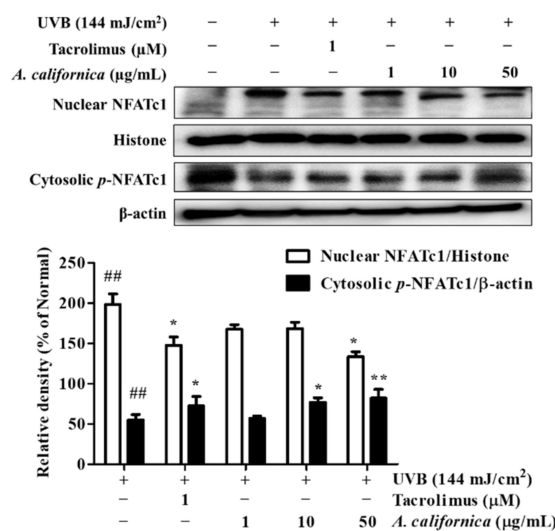 UVB (144 mJ/cm²) – + + + + +
Tacrolimus (µM) – – 1 – – –
A. californica (µg/mL) – – – 1 10 50
Nuclear NFATc1
Histone
Cytosolic p-NFATc1
β-actin
Nuclear NFATc1/Histone
Cytosolic p-NFATc1/β-actin
Relative density (% of Normal)
250
200
150
100
50
0
## ##
* *
*
* **
+ + + + + UVB (144 mJ/cm²)
– 1 – – – Tacrolimus (µM)
– – 1 10 50 A. californica (µg/mL)